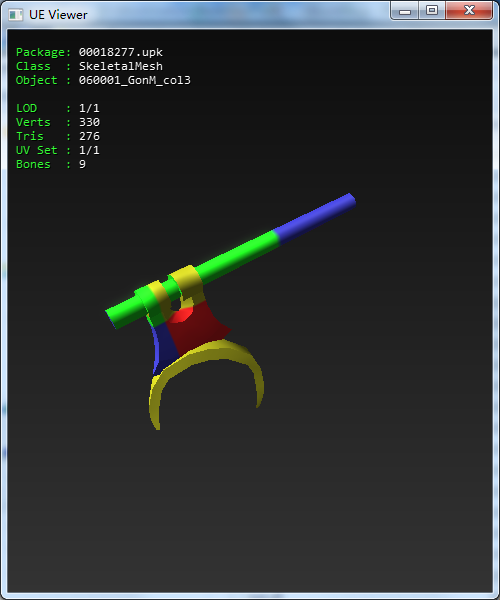 UE Viewer
Package: 00018277.upk
Class  : SkeletalMesh
Object : 060001_GonM_col3
LOD    : 1/1
Verts  : 330
Tris   : 276
UV Set : 1/1
Bones  : 9